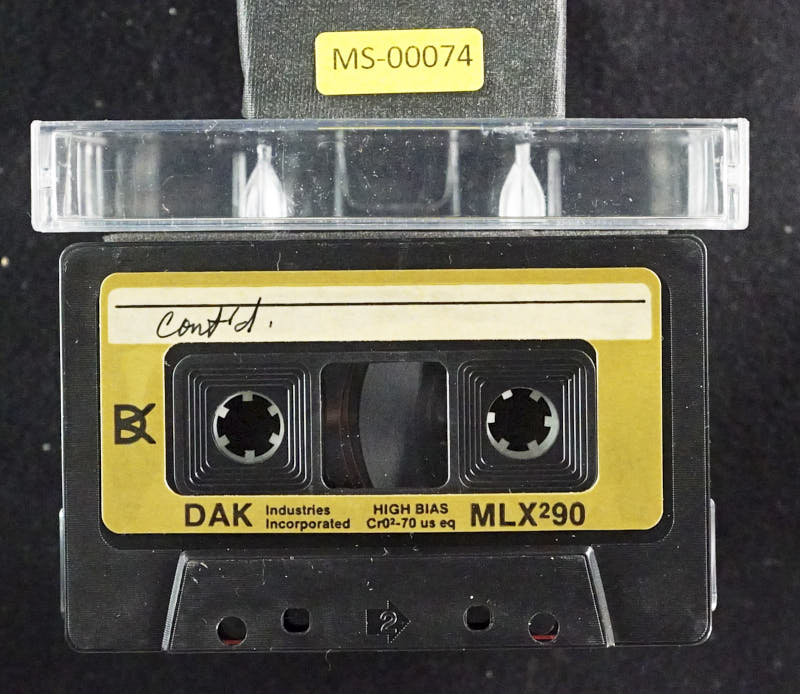 MS-00074
cont'd.
DAK Industries Incorporated HIGH BIAS Cr0²-70 us eq MLX²90
2